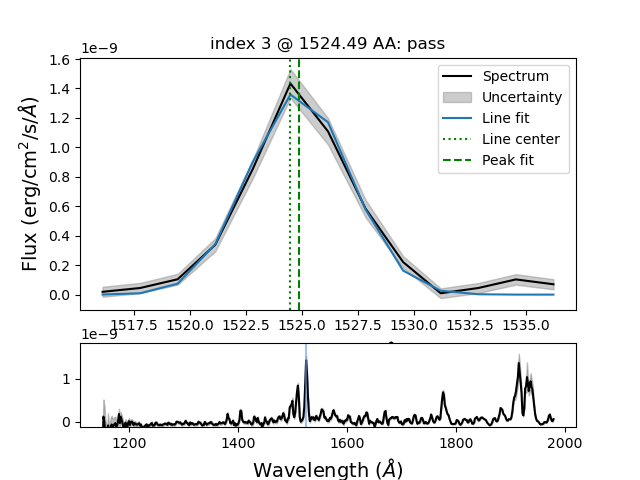 index 3 @ 1524.49 AA: pass
1e−9
1.6
1.4
1.2
1.0
0.8
0.6
0.4
0.2
0.0
Flux (erg/cm²/s/Å)
Spectrum
Uncertainty
Line fit
Line center
Peak fit
1517.5 1520.0 1522.5 1525.0 1527.5 1530.0 1532.5 1535.0
1e−9
1
0
1200 1400 1600 1800 2000
Wavelength (Å)